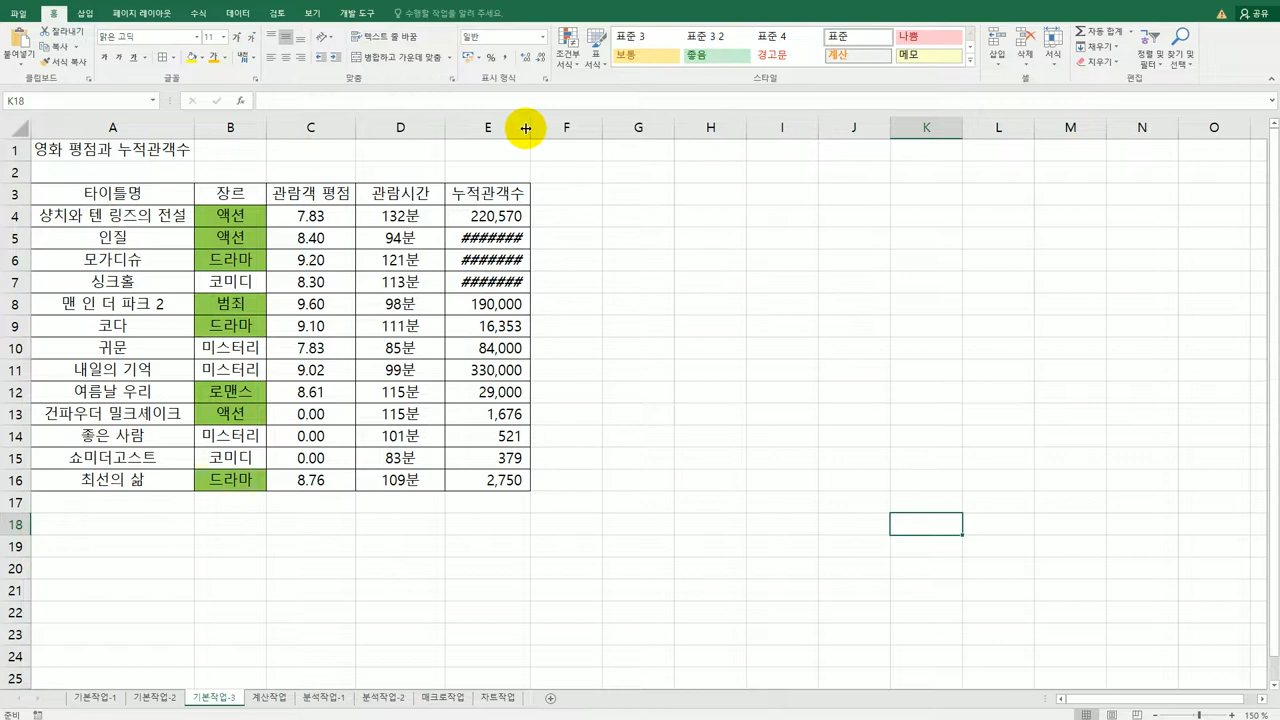 파일 홈 삽입 페이지 레이아웃 수식 데이터 검토 보기 개발 도구 수행할 작업을 알려 주세요. 공유
붙여넣기 잘라내기 복사 서식 복사
맑은 고딕 11 텍스트 줄 바꿈 병합하고 가운데 맞춤 일반
조건부 서식 표 서식 표준 3 표준 3 2 표준 4 표준 나쁨
보통 좋음 경고문 계산 메모
삽입 삭제 서식 자동 합계 채우기 지우기 정렬 및 필터 찾기 및 선택
클립보드 글꼴 맞춤 표시 형식 스타일 셀 편집
K18 fx
A B C D E F G H I J K L M N O
1 영화 평점과 누적관객수
2
3 타이틀명 장르 관람객 평점 관람시간 누적관객수
4 샹치와 텐 링즈의 전설 액션 7.83 132분 220,570
5 인질 액션 8.40 94분 #######
6 모가디슈 드라마 9.20 121분 #######
7 싱크홀 코미디 8.30 113분 #######
8 맨 인 더 파크 2 범죄 9.60 98분 190,000
9 코다 드라마 9.10 111분 16,353
10 귀문 미스터리 7.83 85분 84,000
11 내일의 기억 미스터리 9.02 99분 330,000
12 여름날 우리 로맨스 8.61 115분 29,000
13 건파우더 밀크셰이크 액션 0.00 115분 1,676
14 좋은 사람 미스터리 0.00 101분 521
15 쇼미더고스트 코미디 0.00 83분 379
16 최선의 삶 드라마 8.76 109분 2,750
17
18
19
20
21
22
23
24
25
기본작업-1 기본작업-2 기본작업-3 계산작업 분석작업-1 분석작업-2 매크로작업 차트작업
준비 150 %